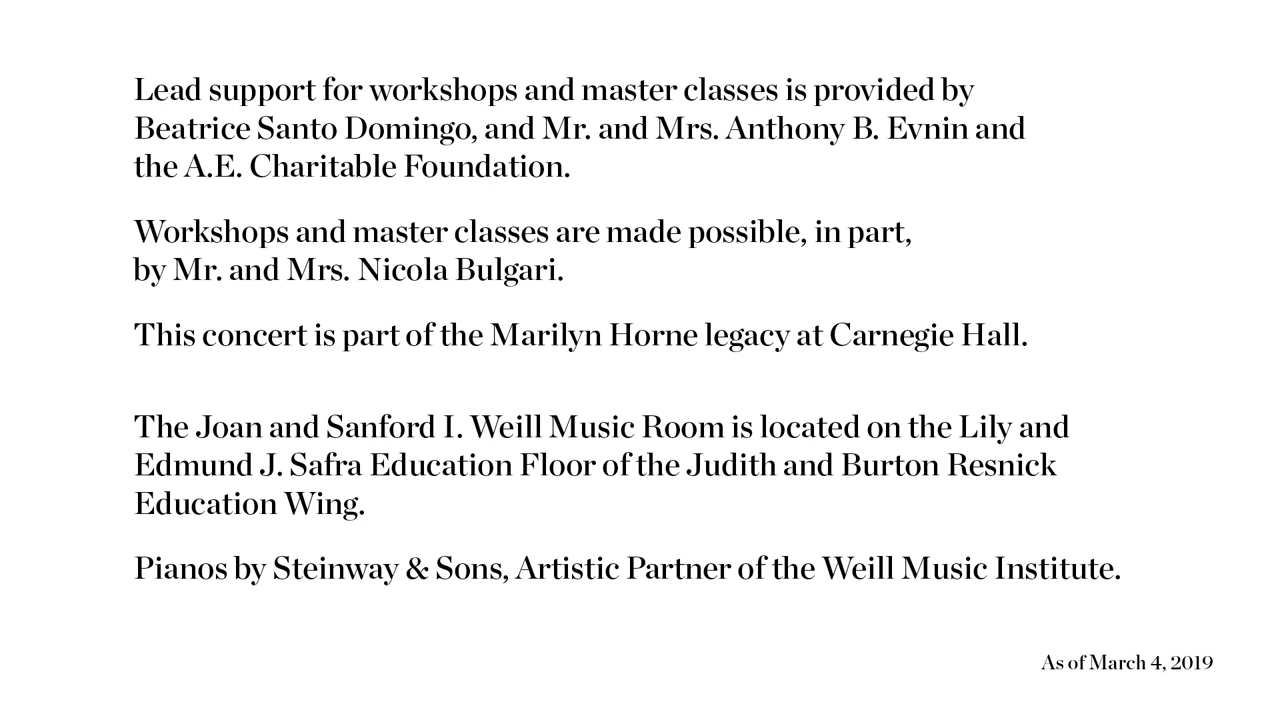 Lead support for workshops and master classes is provided by
Beatrice Santo Domingo, and Mr. and Mrs. Anthony B. Evnin and
the A.E. Charitable Foundation.
Workshops and master classes are made possible, in part,
by Mr. and Mrs. Nicola Bulgari.
This concert is part of the Marilyn Horne legacy at Carnegie Hall.
The Joan and Sanford I. Weill Music Room is located on the Lily and
Edmund J. Safra Education Floor of the Judith and Burton Resnick
Education Wing.
Pianos by Steinway & Sons, Artistic Partner of the Weill Music Institute.
As of March 4, 2019